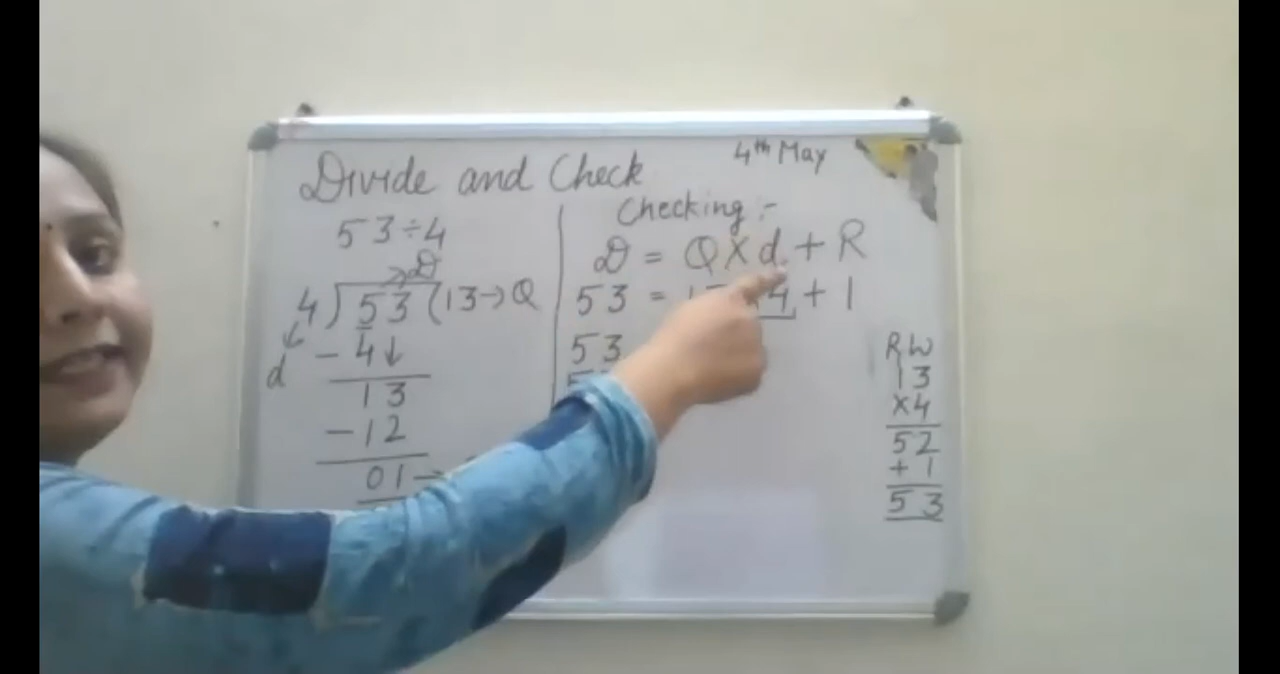 Divide and Check
4th May
53÷4
→D
4)53(13→Q
d
-4↓
13
-12
01→
Checking :-
D = Q×d+R
53 = 4+1
53
RW
13
×4
52
+1
53